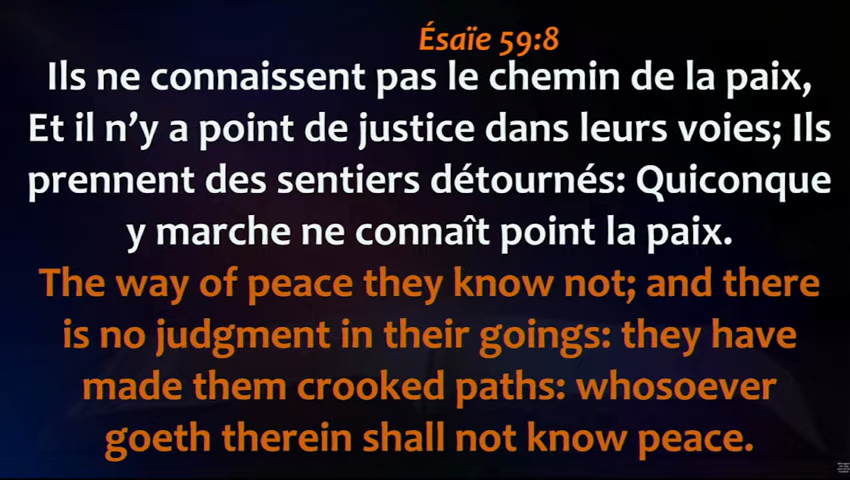 Ésaïe 59:8
Ils ne connaissent pas le chemin de la paix,
Et il n’y a point de justice dans leurs voies; Ils
prennent des sentiers détournés: Quiconque
y marche ne connaît point la paix.
The way of peace they know not; and there
is no judgment in their goings: they have
made them crooked paths: whosoever
goeth therein shall not know peace.